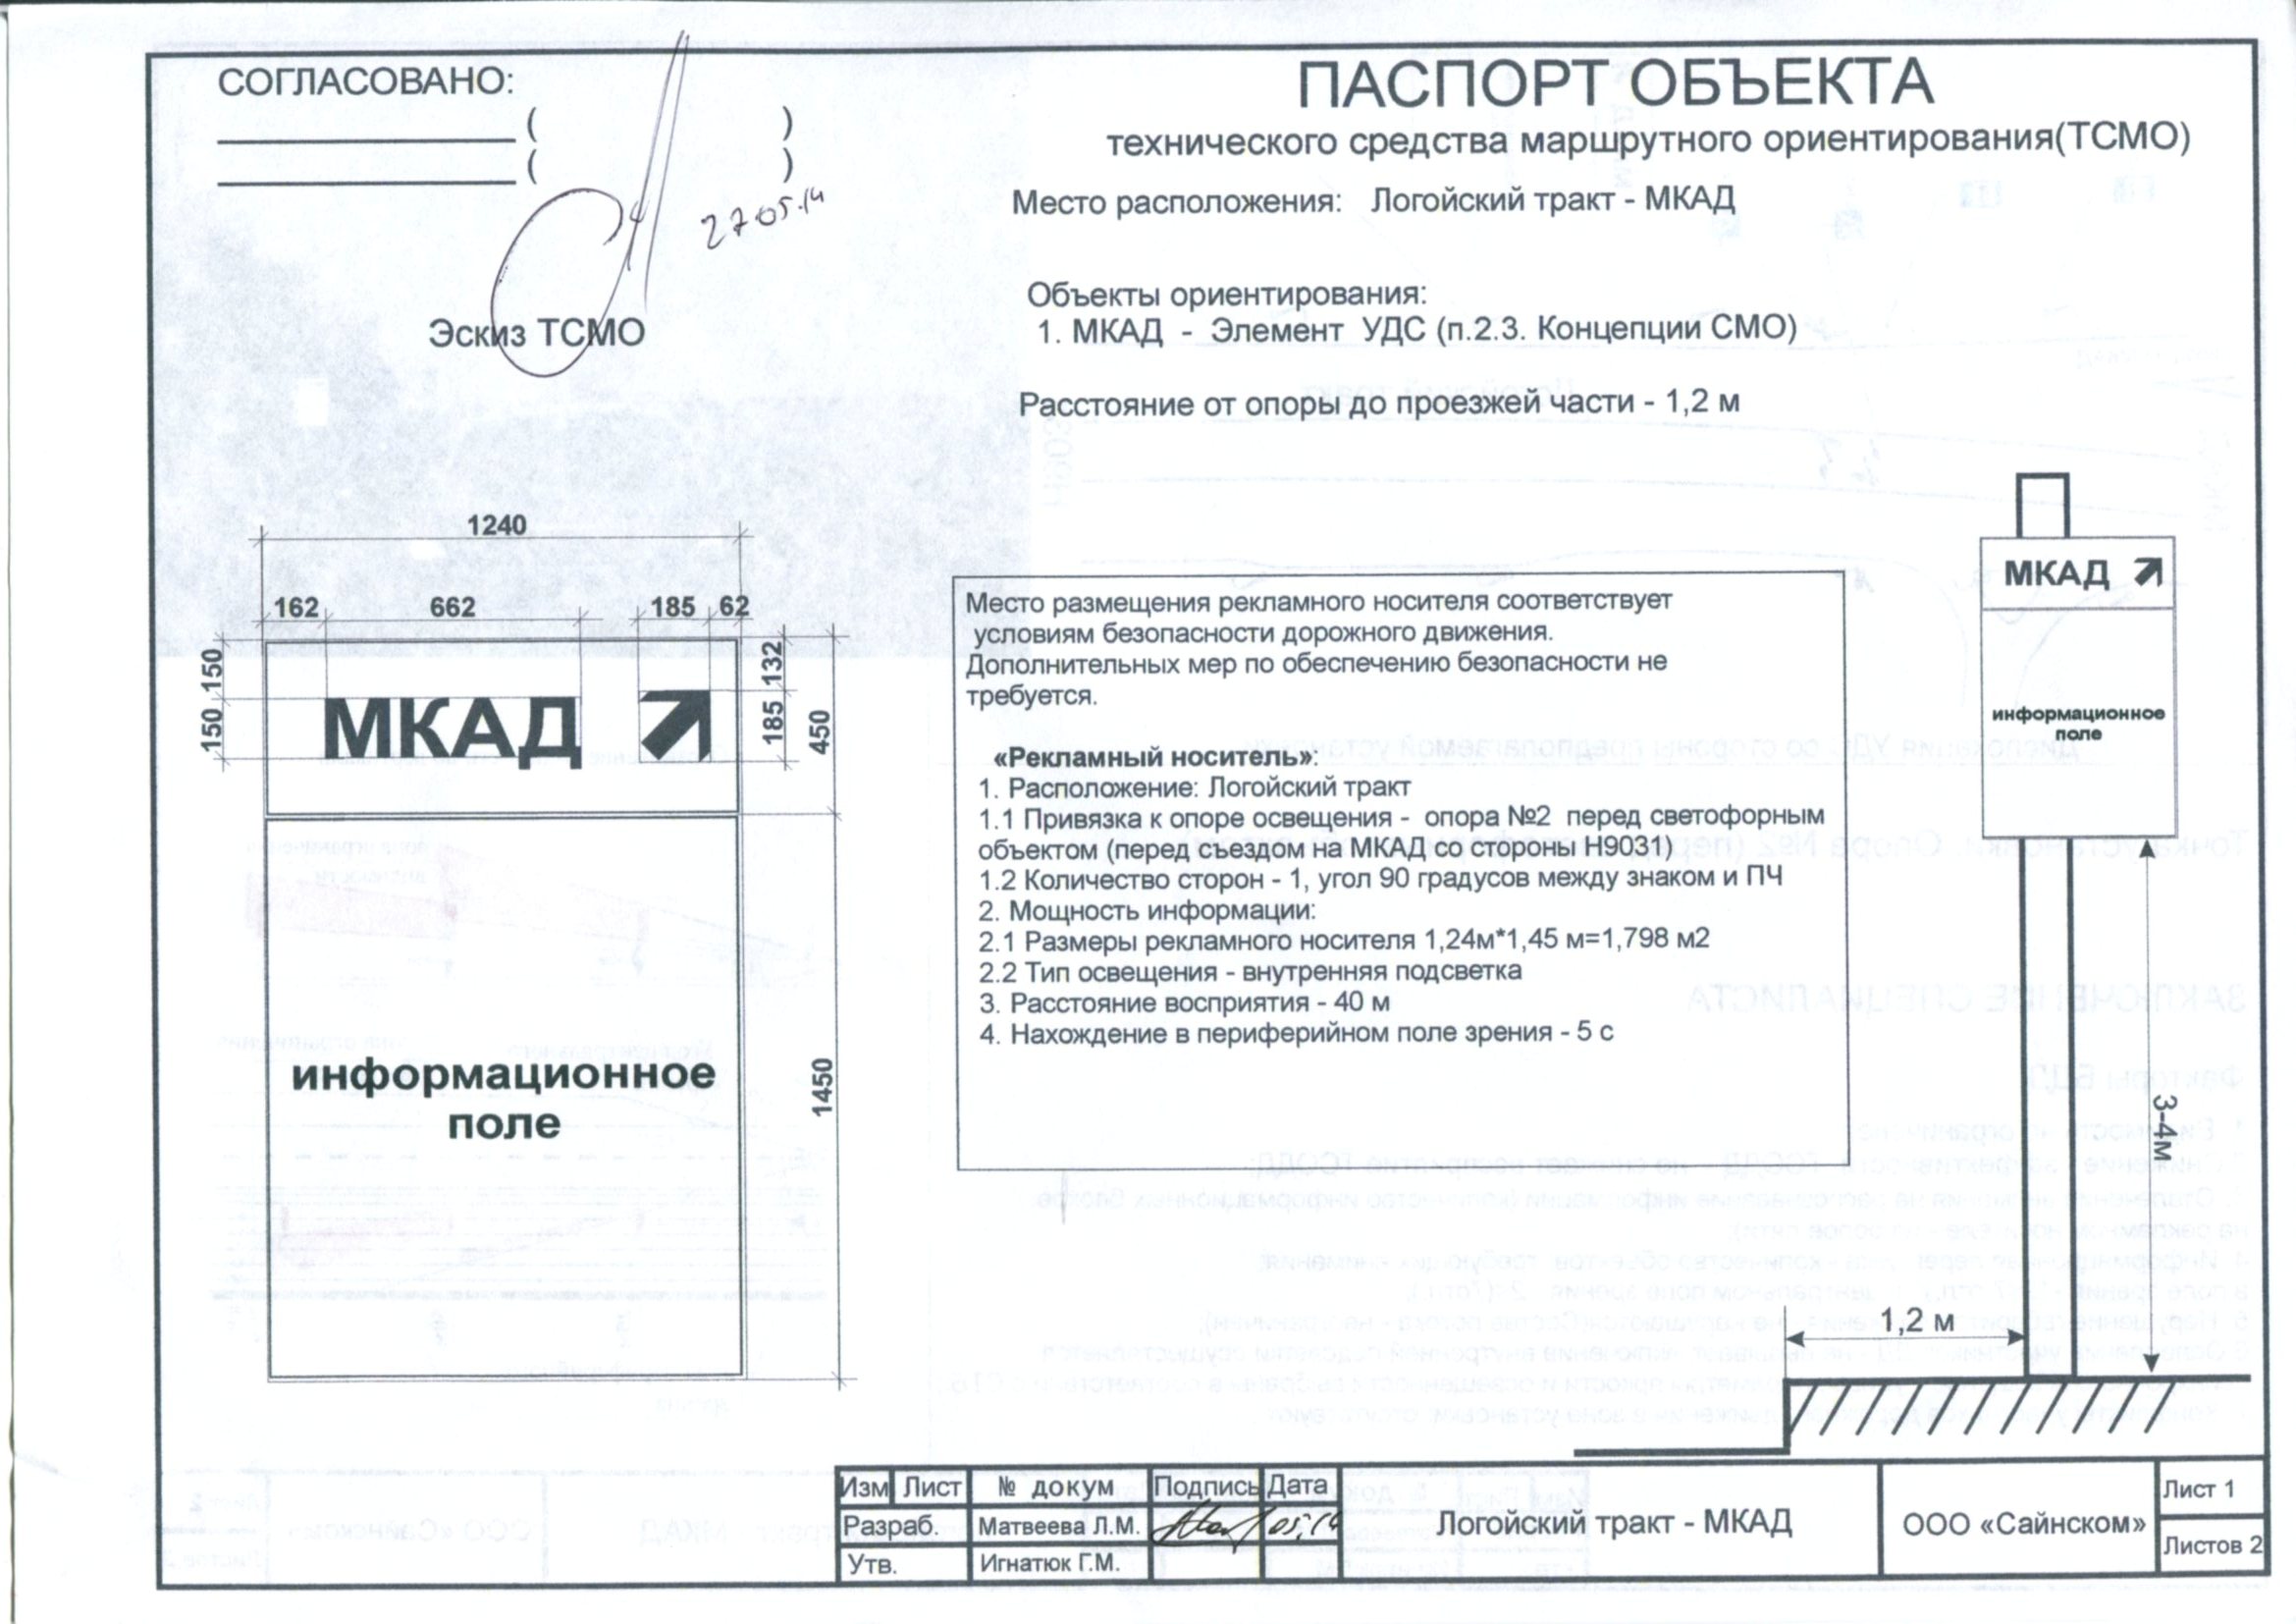 СОГЛАСОВАНО:
( )
( )
27 05.14
ПАСПОРТ ОБЪЕКТА
технического средства маршрутного ориентирования(ТСМО)
Место расположения: Логойский тракт - МКАД
Объекты ориентирования:
1. МКАД - Элемент УДС (п.2.3. Концепции СМО)
Расстояние от опоры до проезжей части - 1,2 м
Эскиз ТСМО
1240
162 662 185 62
150 150 132 185 450
МКАД
информационное
поле
1450
Место размещения рекламного носителя соответствует
условиям безопасности дорожного движения.
Дополнительных мер по обеспечению безопасности не
требуется.
«Рекламный носитель»:
1. Расположение: Логойский тракт
1.1 Привязка к опоре освещения - опора №2 перед светофорным
объектом (перед съездом на МКАД со стороны Н9031)
1.2 Количество сторон - 1, угол 90 градусов между знаком и ПЧ
2. Мощность информации:
2.1 Размеры рекламного носителя 1,24м*1,45 м=1,798 м2
2.2 Тип освещения - внутренняя подсветка
3. Расстояние восприятия - 40 м
4. Нахождение в периферийном поле зрения - 5 с
МКАД
информационное
поле
3-4м
1,2 м
Изм Лист № докум Подпись Дата
Разраб. Матвеева Л.М.
Утв. Игнатюк Г.М.
Логойский тракт - МКАД
ООО «Сайнском»
Лист 1
Листов 2